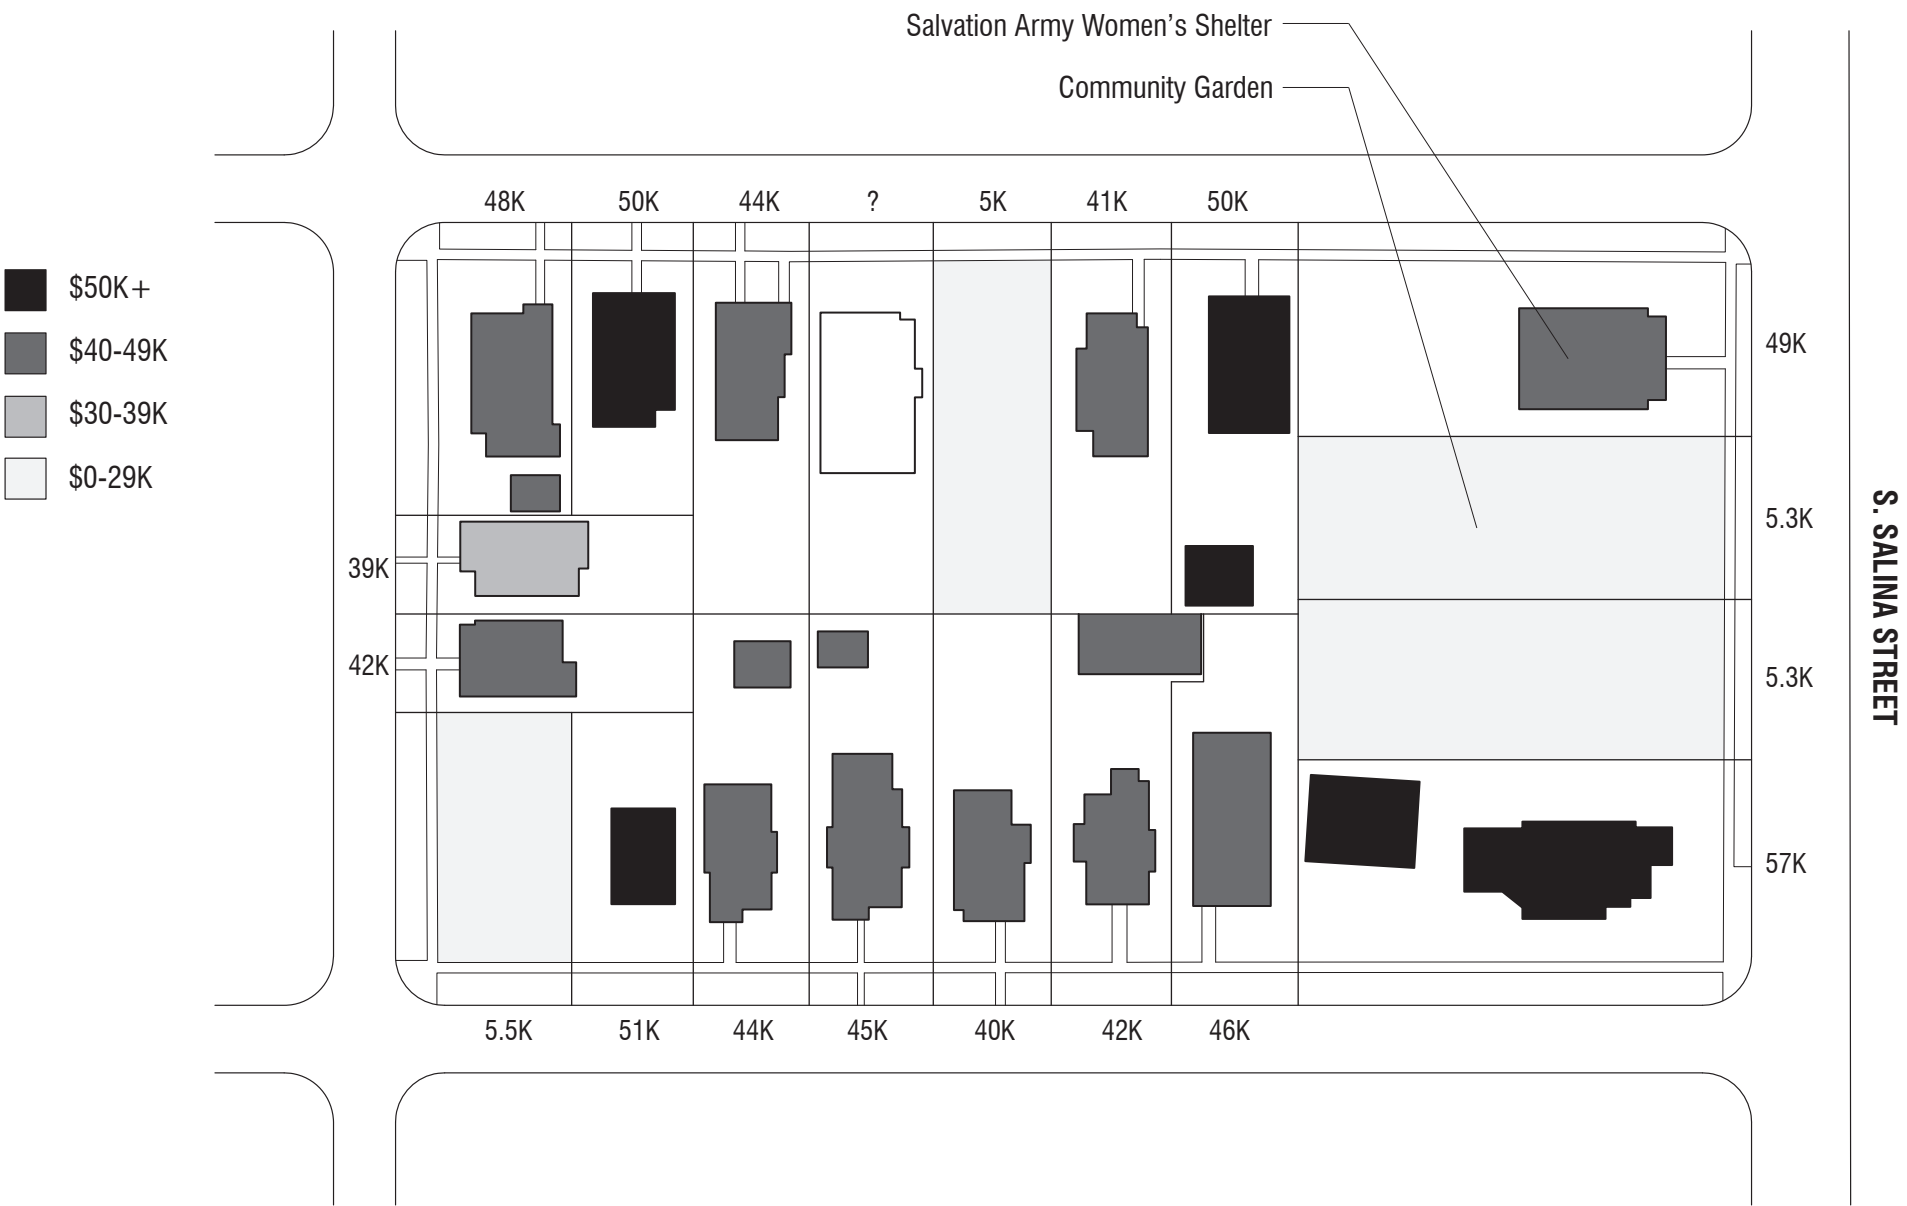 Salvation Army Women’s Shelter
Community Garden
48K
50K
44K
?
5K
41K
50K
$50K+
$40-49K
$30-39K
$0-29K
49K
5.3K
5.3K
57K
S. SALINA STREET
39K
42K
5.5K
51K
44K
45K
40K
42K
46K